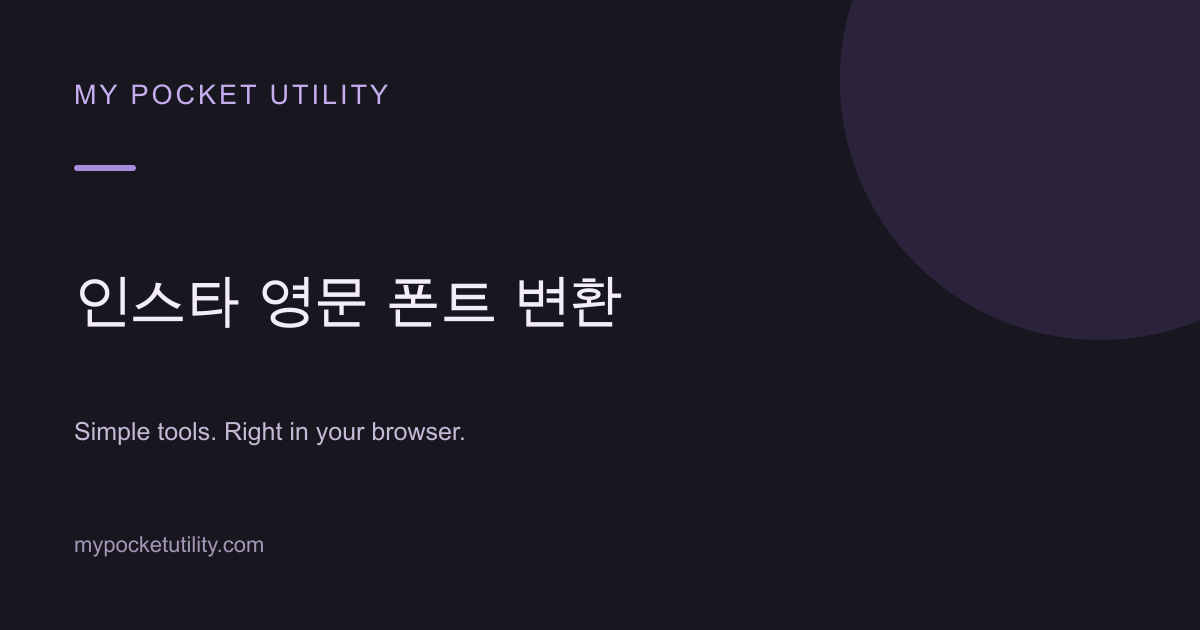 MY POCKET UTILITY
인스타 영문 폰트 변환
Simple tools. Right in your browser.
mypocketutility.com